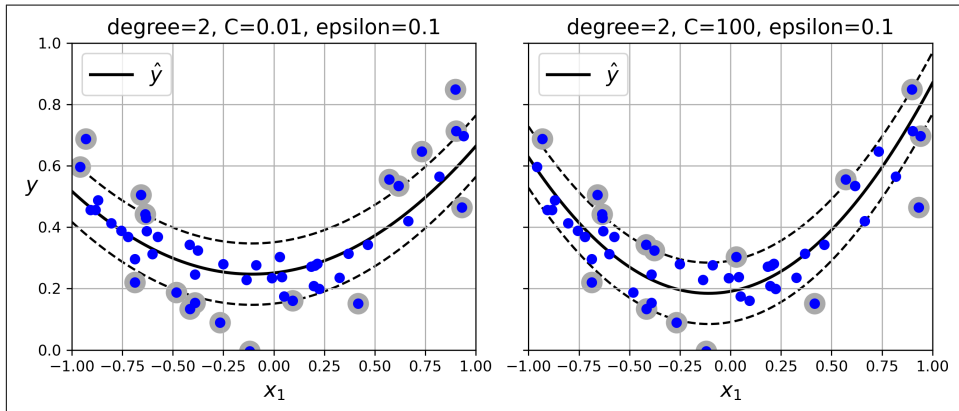 degree=2, C=0.01, epsilon=0.1
degree=2, C=100, epsilon=0.1
ŷ
ŷ
y
1.0
0.8
0.6
0.4
0.2
0.0
−1.00 −0.75 −0.50 −0.25 0.00 0.25 0.50 0.75 1.00
−1.00 −0.75 −0.50 −0.25 0.00 0.25 0.50 0.75 1.00
x₁
x₁